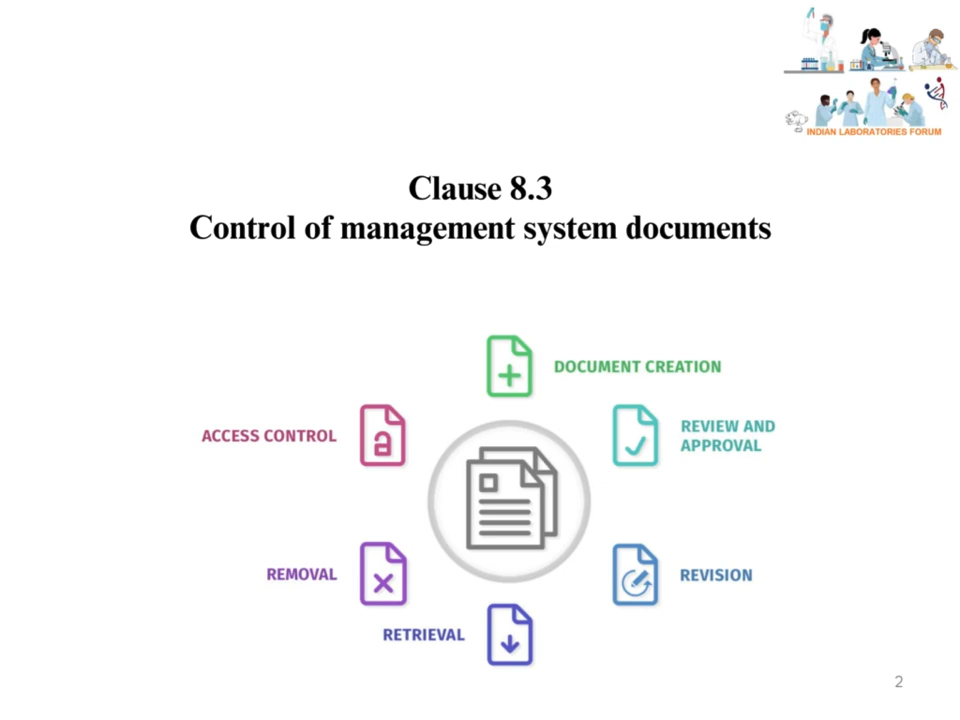 INDIAN LABORATORIES FORUM
Clause 8.3
Control of management system documents
DOCUMENT CREATION
ACCESS CONTROL
REVIEW AND
APPROVAL
REMOVAL
REVISION
RETRIEVAL
2